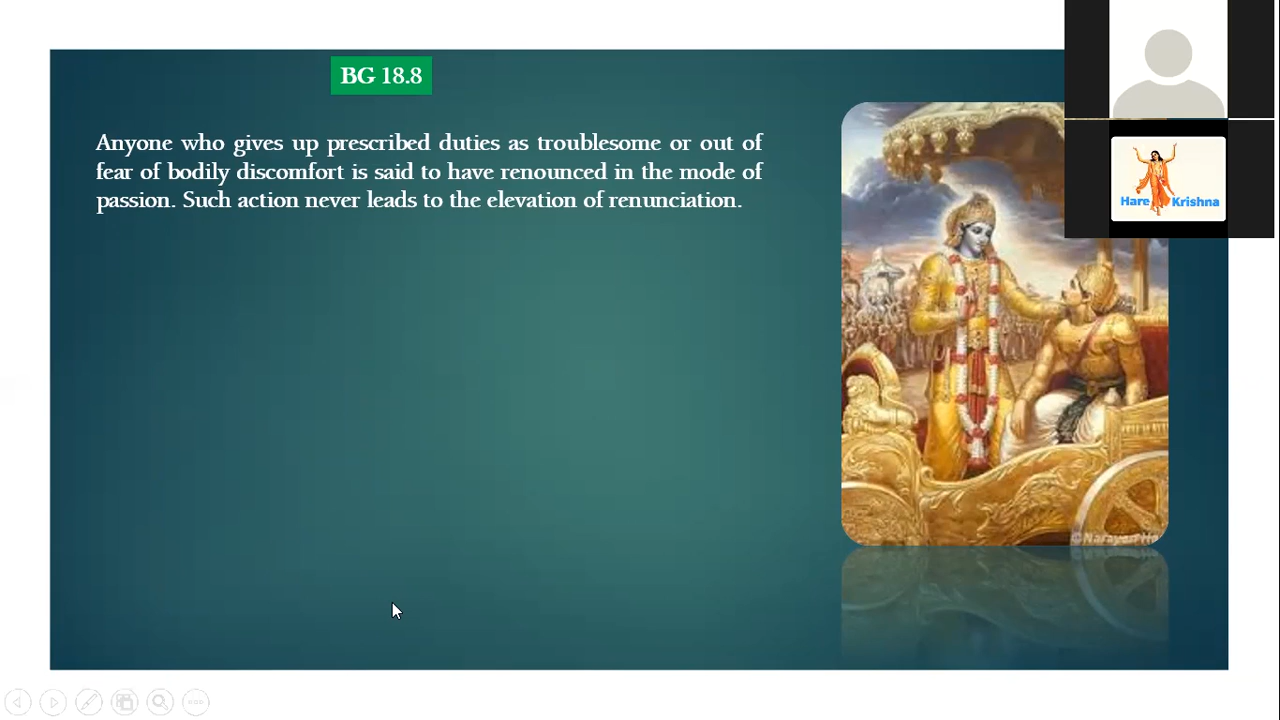 BG 18.8
Anyone who gives up prescribed duties as troublesome or out of
fear of bodily discomfort is said to have renounced in the mode of
passion. Such action never leads to the elevation of renunciation.
Hare Krishna